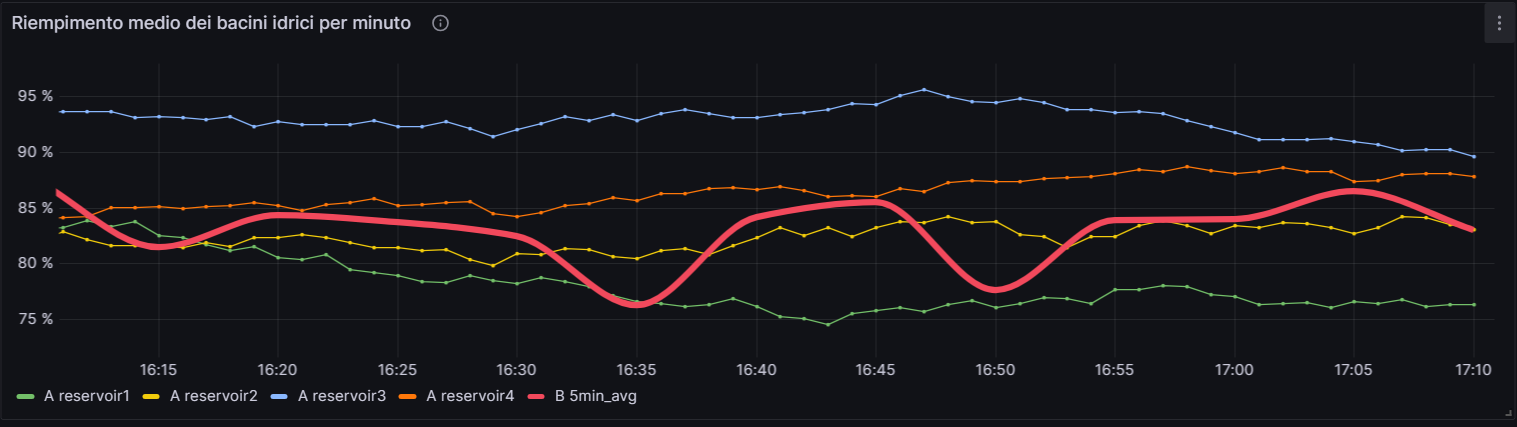 Riempimento medio dei bacini idrici per minuto
95 %
90 %
85 %
80 %
75 %
16:15 16:20 16:25 16:30 16:35 16:40 16:45 16:50 16:55 17:00 17:05 17:10
A reservoir1 A reservoir2 A reservoir3 A reservoir4 B 5min_avg